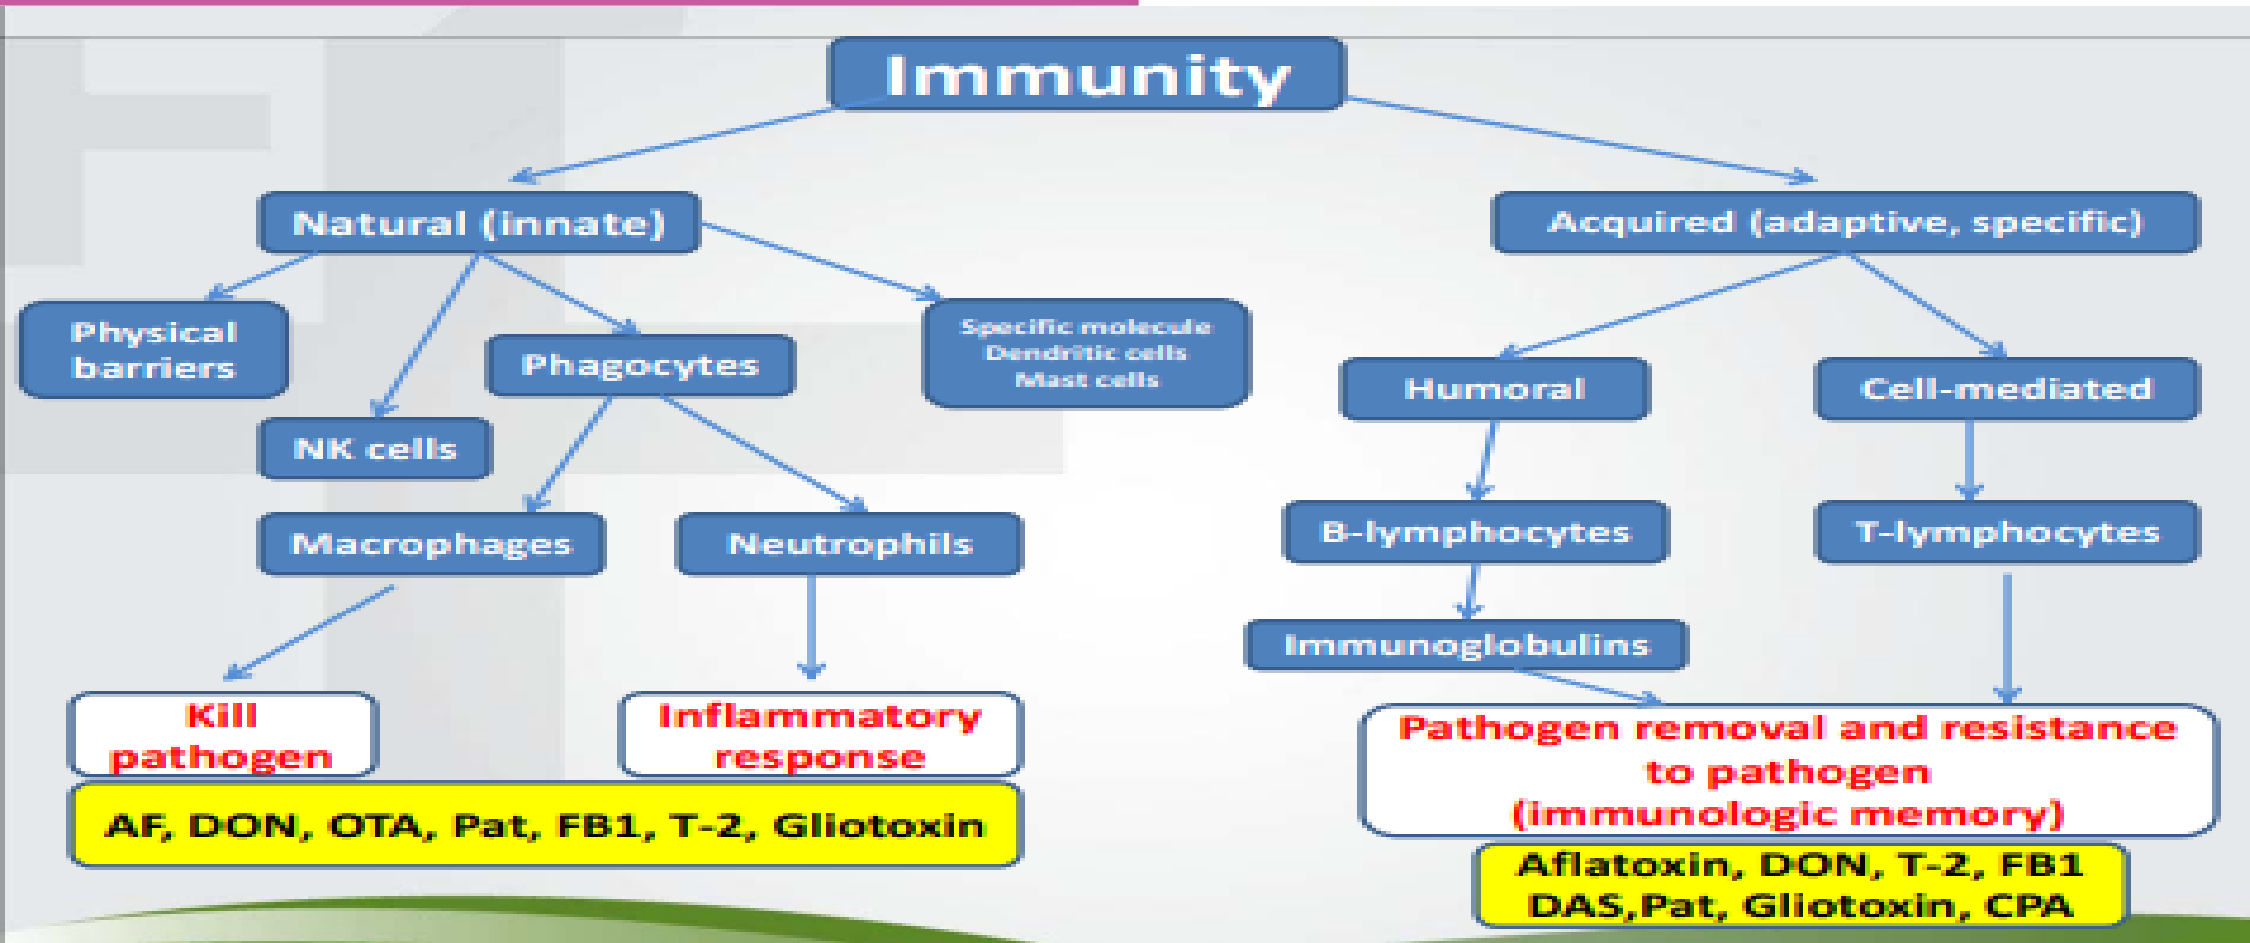 Immunity
Natural (innate)
Acquired (adaptive, specific)
Physical
barriers
NK cells
Phagocytes
Specific molecule
Dendritic cells
Mast cells
Humoral
Cell-mediated
Macrophages
Neutrophils
B-lymphocytes
T-lymphocytes
Immunoglobulins
Kill
pathogen
Inflammatory
response
Pathogen removal and resistance
to pathogen
(immunologic memory)
AF, DON, OTA, Pat, FB1, T-2, Gliotoxin
Aflatoxin, DON, T-2, FB1
DAS,Pat, Gliotoxin, CPA